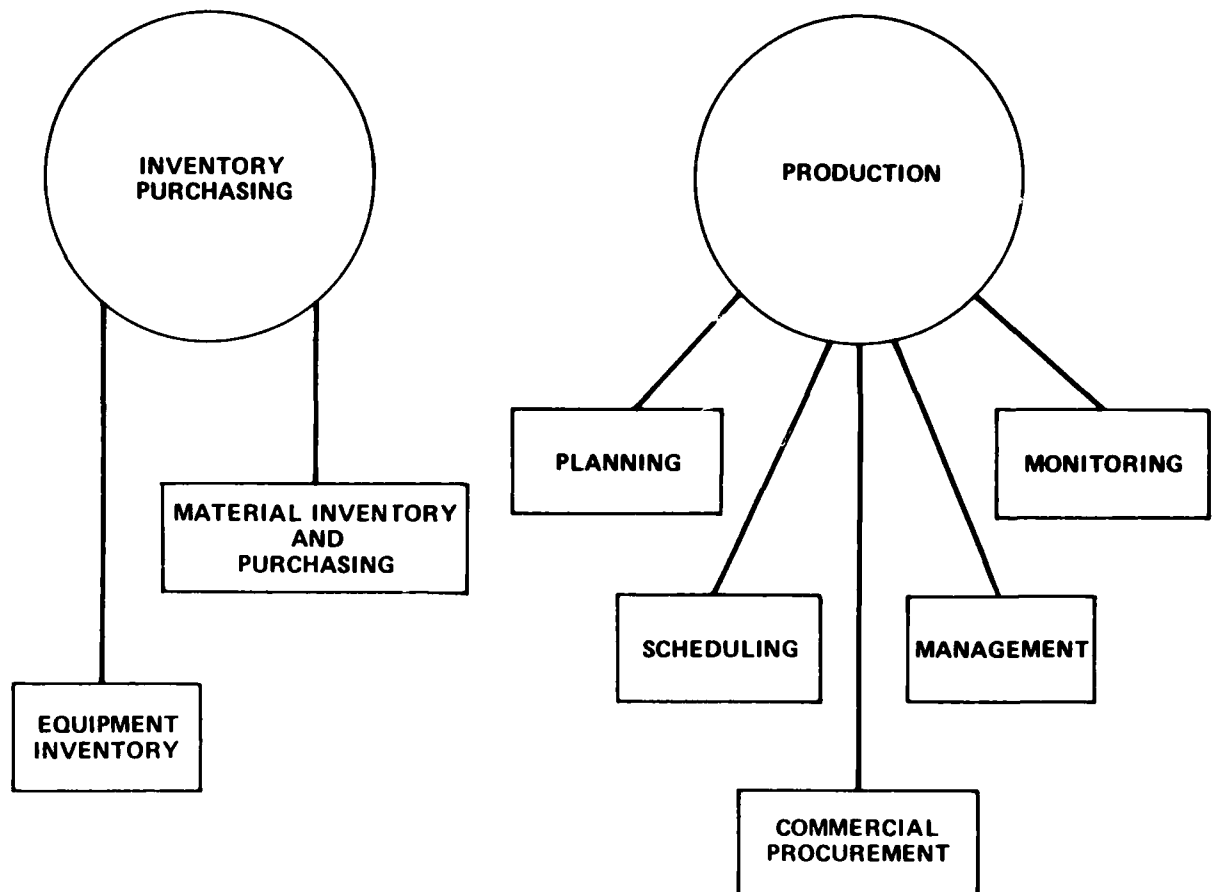 INVENTORY
PURCHASING
PRODUCTION
PLANNING
MONITORING
MATERIAL INVENTORY
AND
PURCHASING
SCHEDULING
MANAGEMENT
EQUIPMENT
INVENTORY
COMMERCIAL
PROCUREMENT